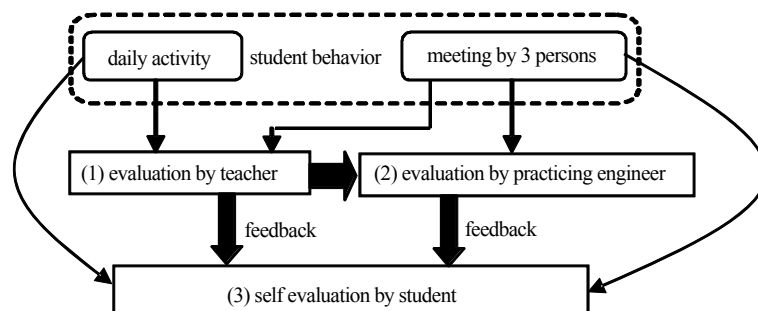 daily activity
student behavior
meeting by 3 persons
(1) evaluation by teacher
(2) evaluation by practicing engineer
feedback
feedback
(3) self evaluation by student